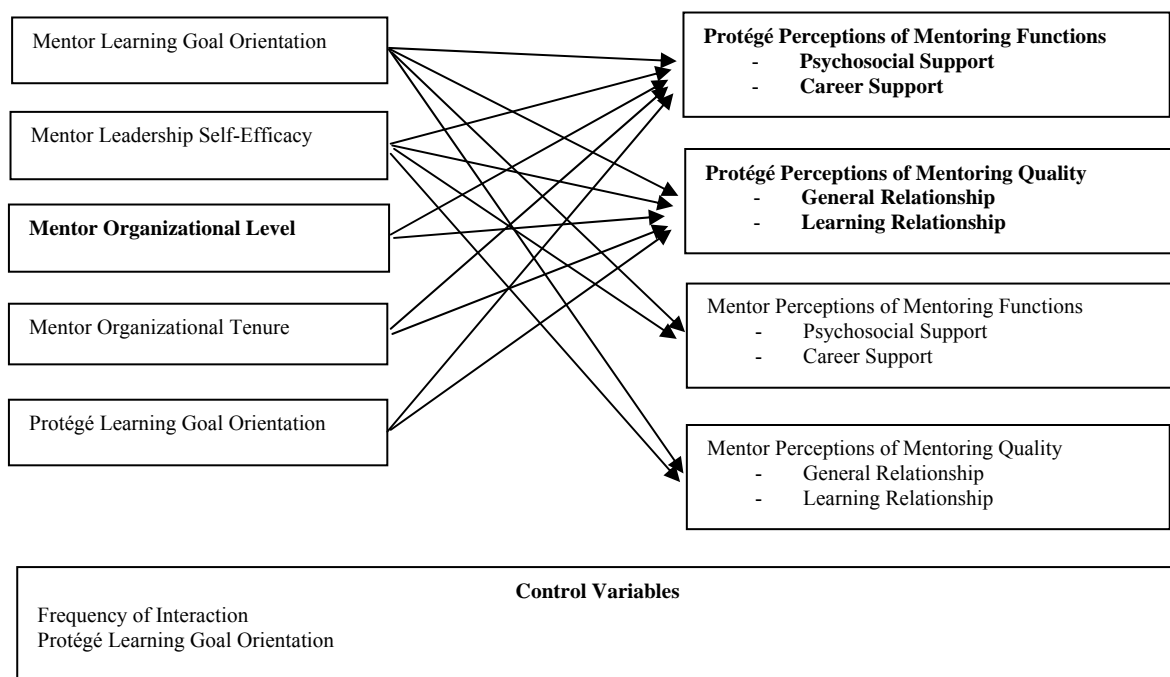 Mentor Learning Goal Orientation
Mentor Leadership Self-Efficacy
Mentor Organizational Level
Mentor Organizational Tenure
Protégé Learning Goal Orientation
Protégé Perceptions of Mentoring Functions
- Psychosocial Support
- Career Support
Protégé Perceptions of Mentoring Quality
- General Relationship
- Learning Relationship
Mentor Perceptions of Mentoring Functions
- Psychosocial Support
- Career Support
Mentor Perceptions of Mentoring Quality
- General Relationship
- Learning Relationship
Control Variables
Frequency of Interaction
Protégé Learning Goal Orientation